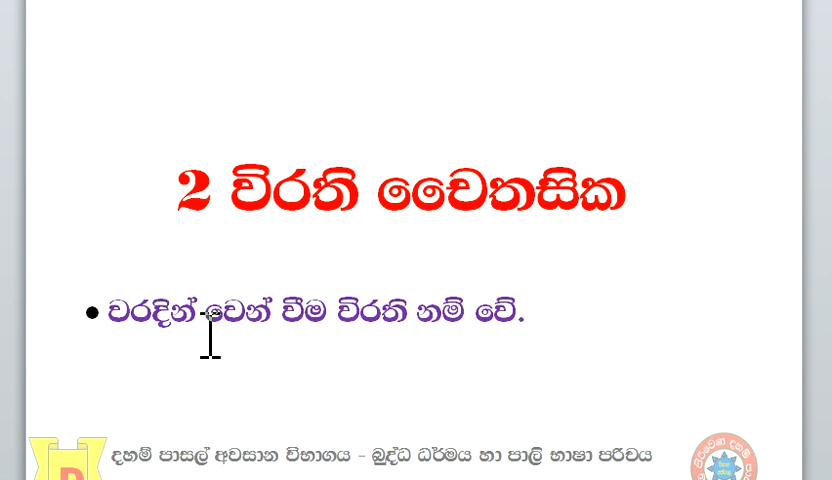 2 විරති චෛතසික
• වරදින් වෙන් වීම විරති නම් වේ.
දහම් පාසල් අවසාන විභාගය - බුද්ධ ධර්මය හා පාලි භාෂා පරිචය